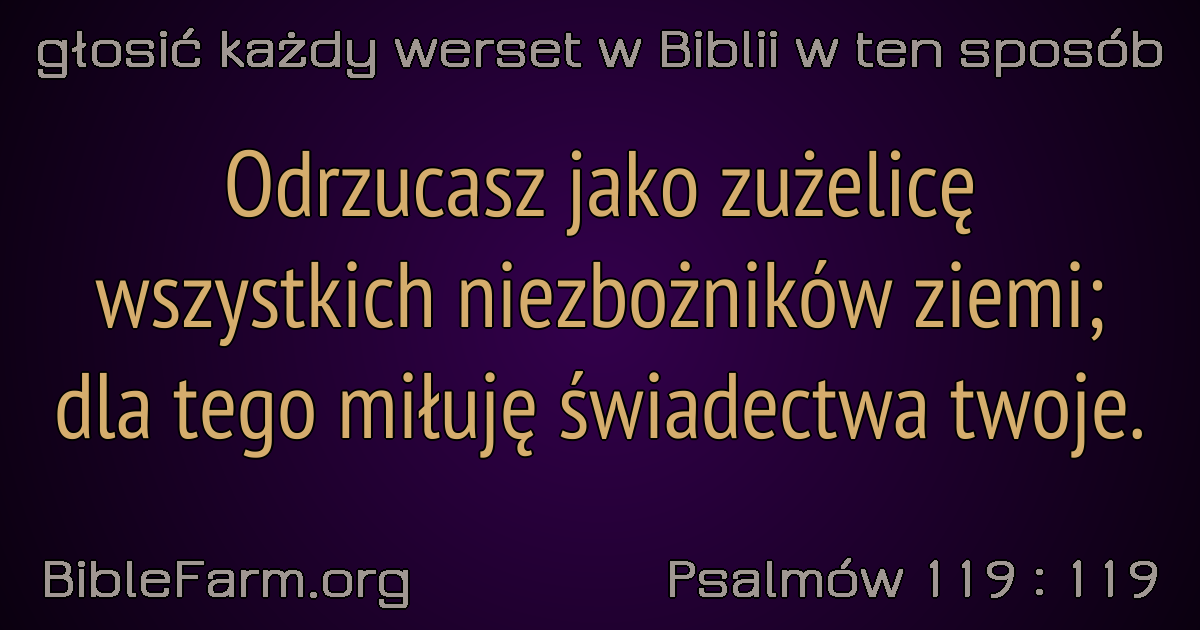 głosić każdy werset w Biblii w ten sposób
Odrzucasz jako zużelicę
wszystkich niezbożników ziemi;
dla tego miłuję świadectwa twoje.
BibleFarm.org
Psalmów 119 : 119